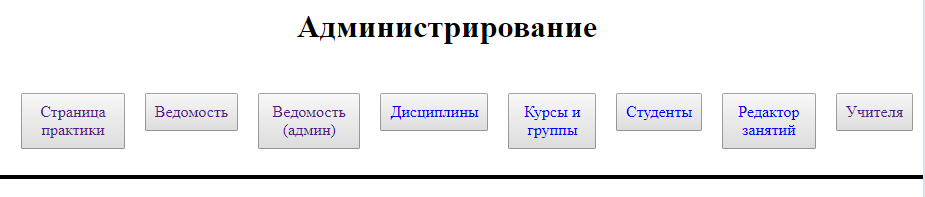 Администрирование
Страница
практики
Ведомость
Ведомость
(админ)
Дисциплины
Курсы и
группы
Студенты
Редактор
занятий
Учителя